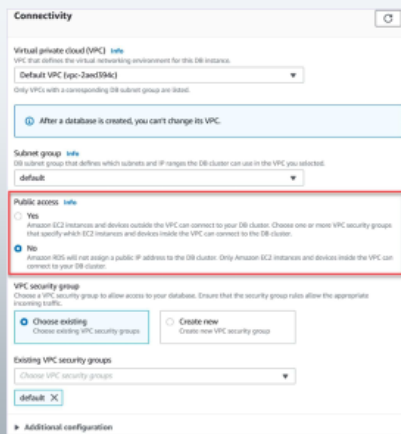 Connectivity
Virtual private cloud (VPC) Info
VPC that defines the virtual networking environment for this DB instance.
Default VPC (vpc-2aed394c)
Only VPCs with a corresponding DB subnet group are listed.
After a database is created, you can't change its VPC.
Subnet group Info
DB subnet group that defines which subnets and IP ranges the DB cluster can use in the VPC you selected.
default
Public access Info
Yes
Amazon EC2 instances and devices outside the VPC can connect to your DB cluster. Choose one or more VPC security groups
that specify which EC2 instances and devices inside the VPC can connect to the DB cluster.
No
Amazon RDS will not assign a public IP address to the DB cluster. Only Amazon EC2 instances and devices inside the VPC can
connect to your DB cluster.
VPC security group
Choose a VPC security group to allow access to your database. Ensure that the security group rules allow the appropriate
incoming traffic.
Choose existing
Choose existing VPC security groups
Create new
Create new VPC security group
Existing VPC security groups
Choose VPC security groups
default
Additional configuration